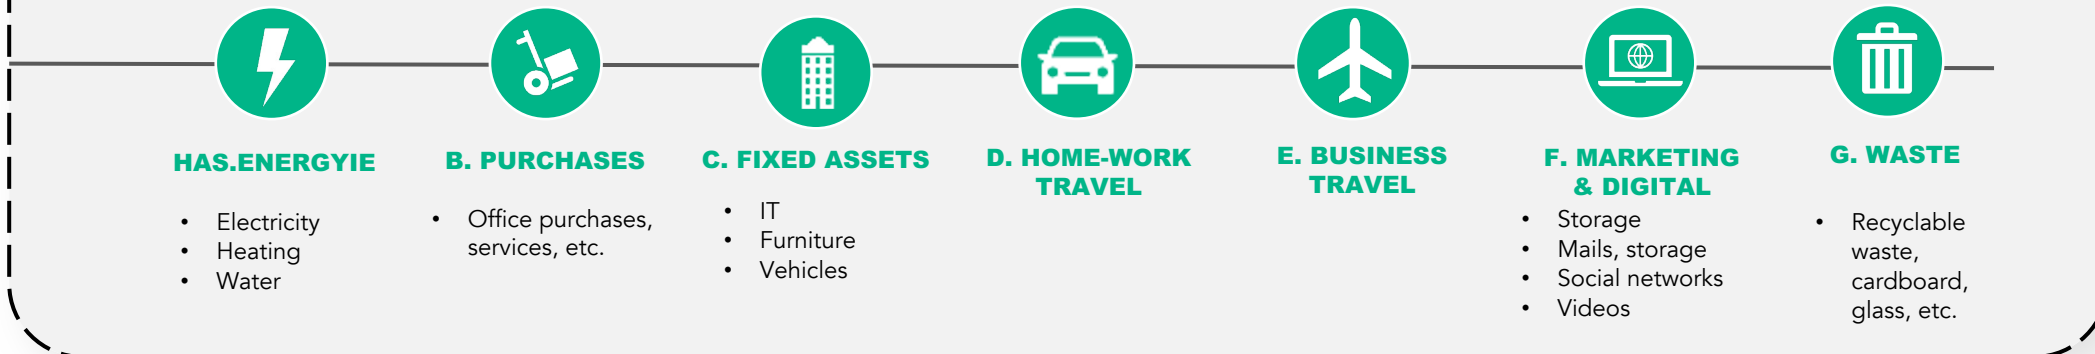 HAS.ENERGYIE
• Electricity
• Heating
• Water
B. PURCHASES
• Office purchases,
services, etc.
C. FIXED ASSETS
• IT
• Furniture
• Vehicles
D. HOME-WORK
TRAVEL
E. BUSINESS
TRAVEL
F. MARKETING
& DIGITAL
• Storage
• Mails, storage
• Social networks
• Videos
G. WASTE
• Recyclable
waste,
cardboard,
glass, etc.